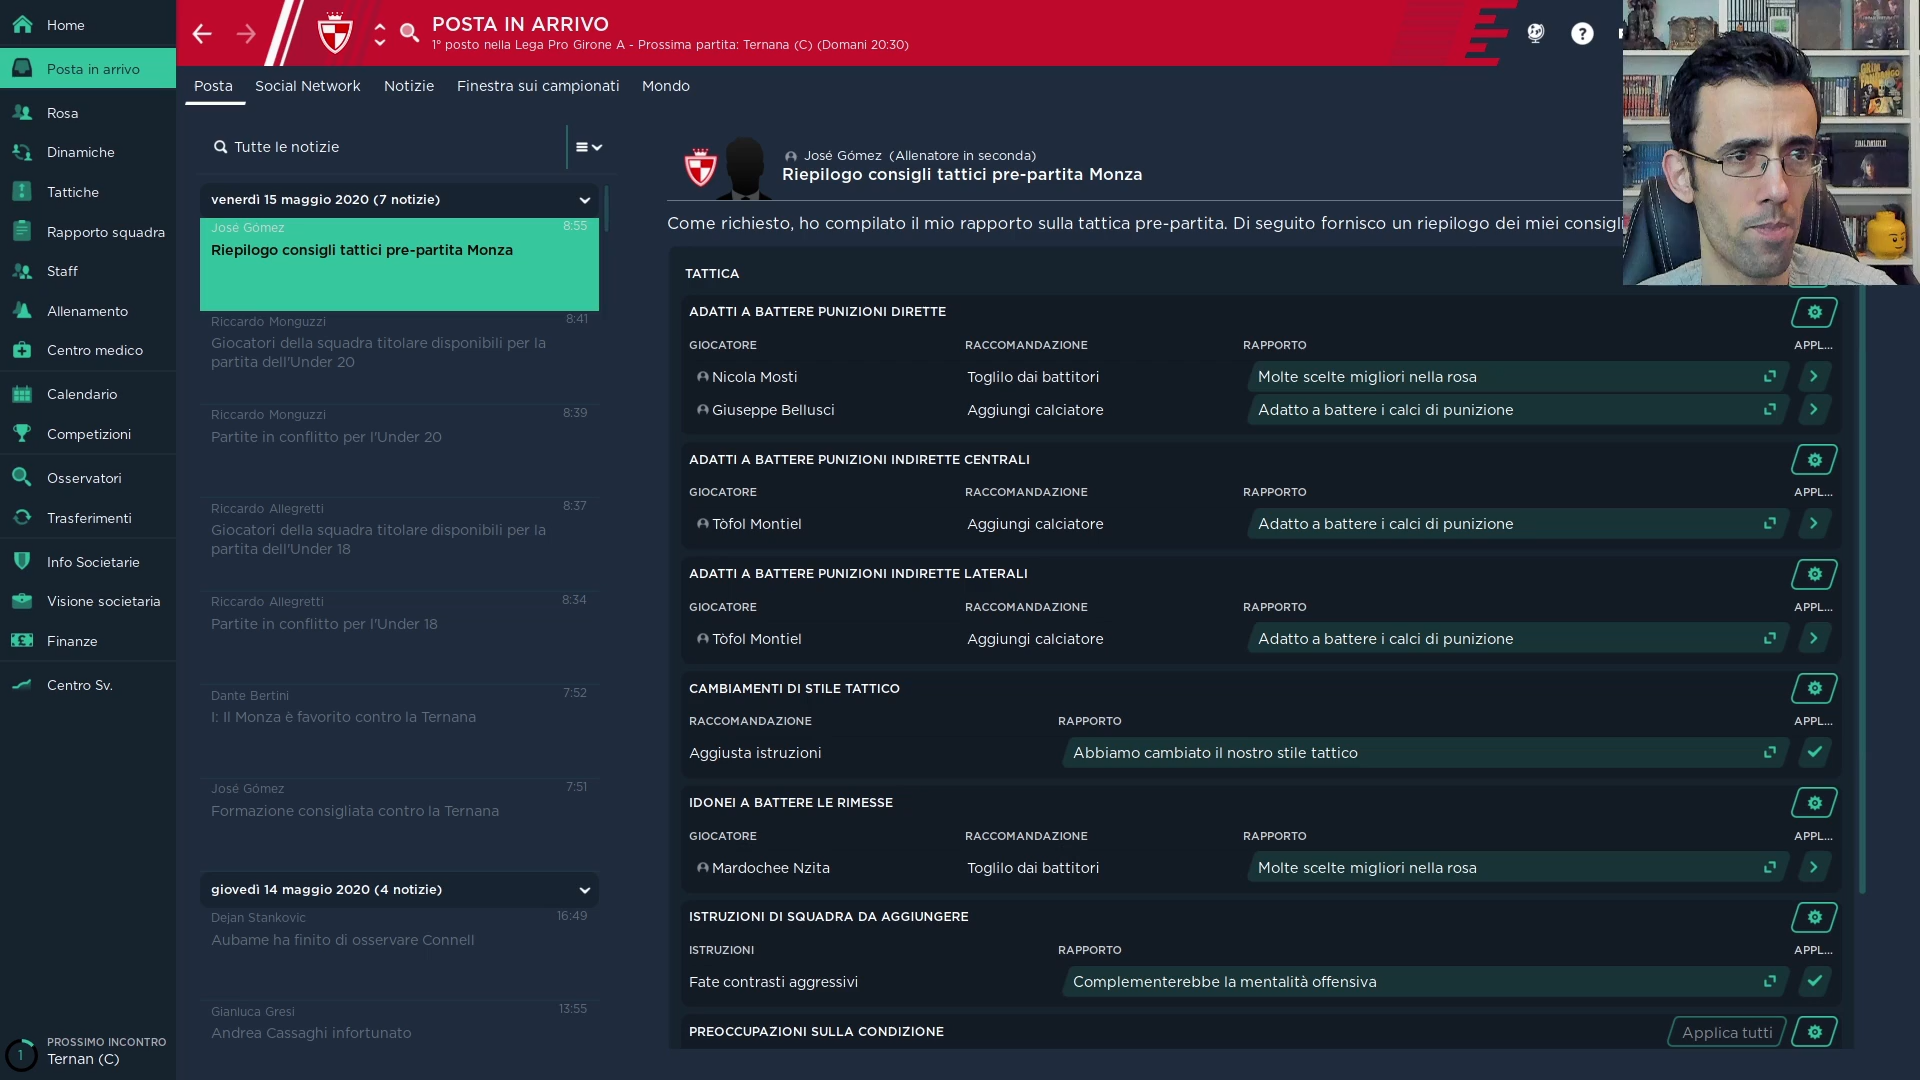 Home
Posta in arrivo
Rosa
Dinamiche
Tattiche
Rapporto squadra
Staff
Allenamento
Centro medico
Calendario
Competizioni
Osservatori
Trasferimenti
Info Societarie
Visione societaria
Finanze
Centro Sv.
1
PROSSIMO INCONTRO
Ternan (C)
POSTA IN ARRIVO
1° posto nella Lega Pro Girone A - Prossima partita: Ternana (C) (Domani 20:30)
?
Posta Social Network Notizie Finestra sui campionati Mondo
Tutte le notizie
venerdì 15 maggio 2020 (7 notizie)
José Gómez 8:55
Riepilogo consigli tattici pre-partita Monza
Riccardo Monguzzi 8:41
Giocatori della squadra titolare disponibili per la
partita dell'Under 20
Riccardo Monguzzi 8:39
Partite in conflitto per l'Under 20
Riccardo Allegretti 8:37
Giocatori della squadra titolare disponibili per la
partita dell'Under 18
Riccardo Allegretti 8:34
Partite in conflitto per l'Under 18
Dante Bertini 7:52
I: Il Monza è favorito contro la Ternana
José Gómez 7:51
Formazione consigliata contro la Ternana
giovedì 14 maggio 2020 (4 notizie)
Dejan Stankovic 16:49
Aubame ha finito di osservare Connell
Gianluca Gresi 13:55
Andrea Cassaghi infortunato
José Gómez (Allenatore in seconda)
Riepilogo consigli tattici pre-partita Monza
Come richiesto, ho compilato il mio rapporto sulla tattica pre-partita. Di seguito fornisco un riepilogo dei miei consigli
TATTICA
ADATTI A BATTERE PUNIZIONI DIRETTE
GIOCATORE RACCOMANDAZIONE RAPPORTO APPL...
Nicola Mosti Toglilo dai battitori Molte scelte migliori nella rosa
Giuseppe Bellusci Aggiungi calciatore Adatto a battere i calci di punizione
ADATTI A BATTERE PUNIZIONI INDIRETTE CENTRALI
GIOCATORE RACCOMANDAZIONE RAPPORTO APPL...
Tòfol Montiel Aggiungi calciatore Adatto a battere i calci di punizione
ADATTI A BATTERE PUNIZIONI INDIRETTE LATERALI
GIOCATORE RACCOMANDAZIONE RAPPORTO APPL...
Tòfol Montiel Aggiungi calciatore Adatto a battere i calci di punizione
CAMBIAMENTI DI STILE TATTICO
RACCOMANDAZIONE RAPPORTO APPL...
Aggiusta istruzioni Abbiamo cambiato il nostro stile tattico
IDONEI A BATTERE LE RIMESSE
GIOCATORE RACCOMANDAZIONE RAPPORTO APPL...
Mardochee Nzita Toglilo dai battitori Molte scelte migliori nella rosa
ISTRUZIONI DI SQUADRA DA AGGIUNGERE
ISTRUZIONI RAPPORTO APPL...
Fate contrasti aggressivi Complementerebbe la mentalità offensiva
PREOCCUPAZIONI SULLA CONDIZIONE Applica tutti
GRIM
FANDANGO